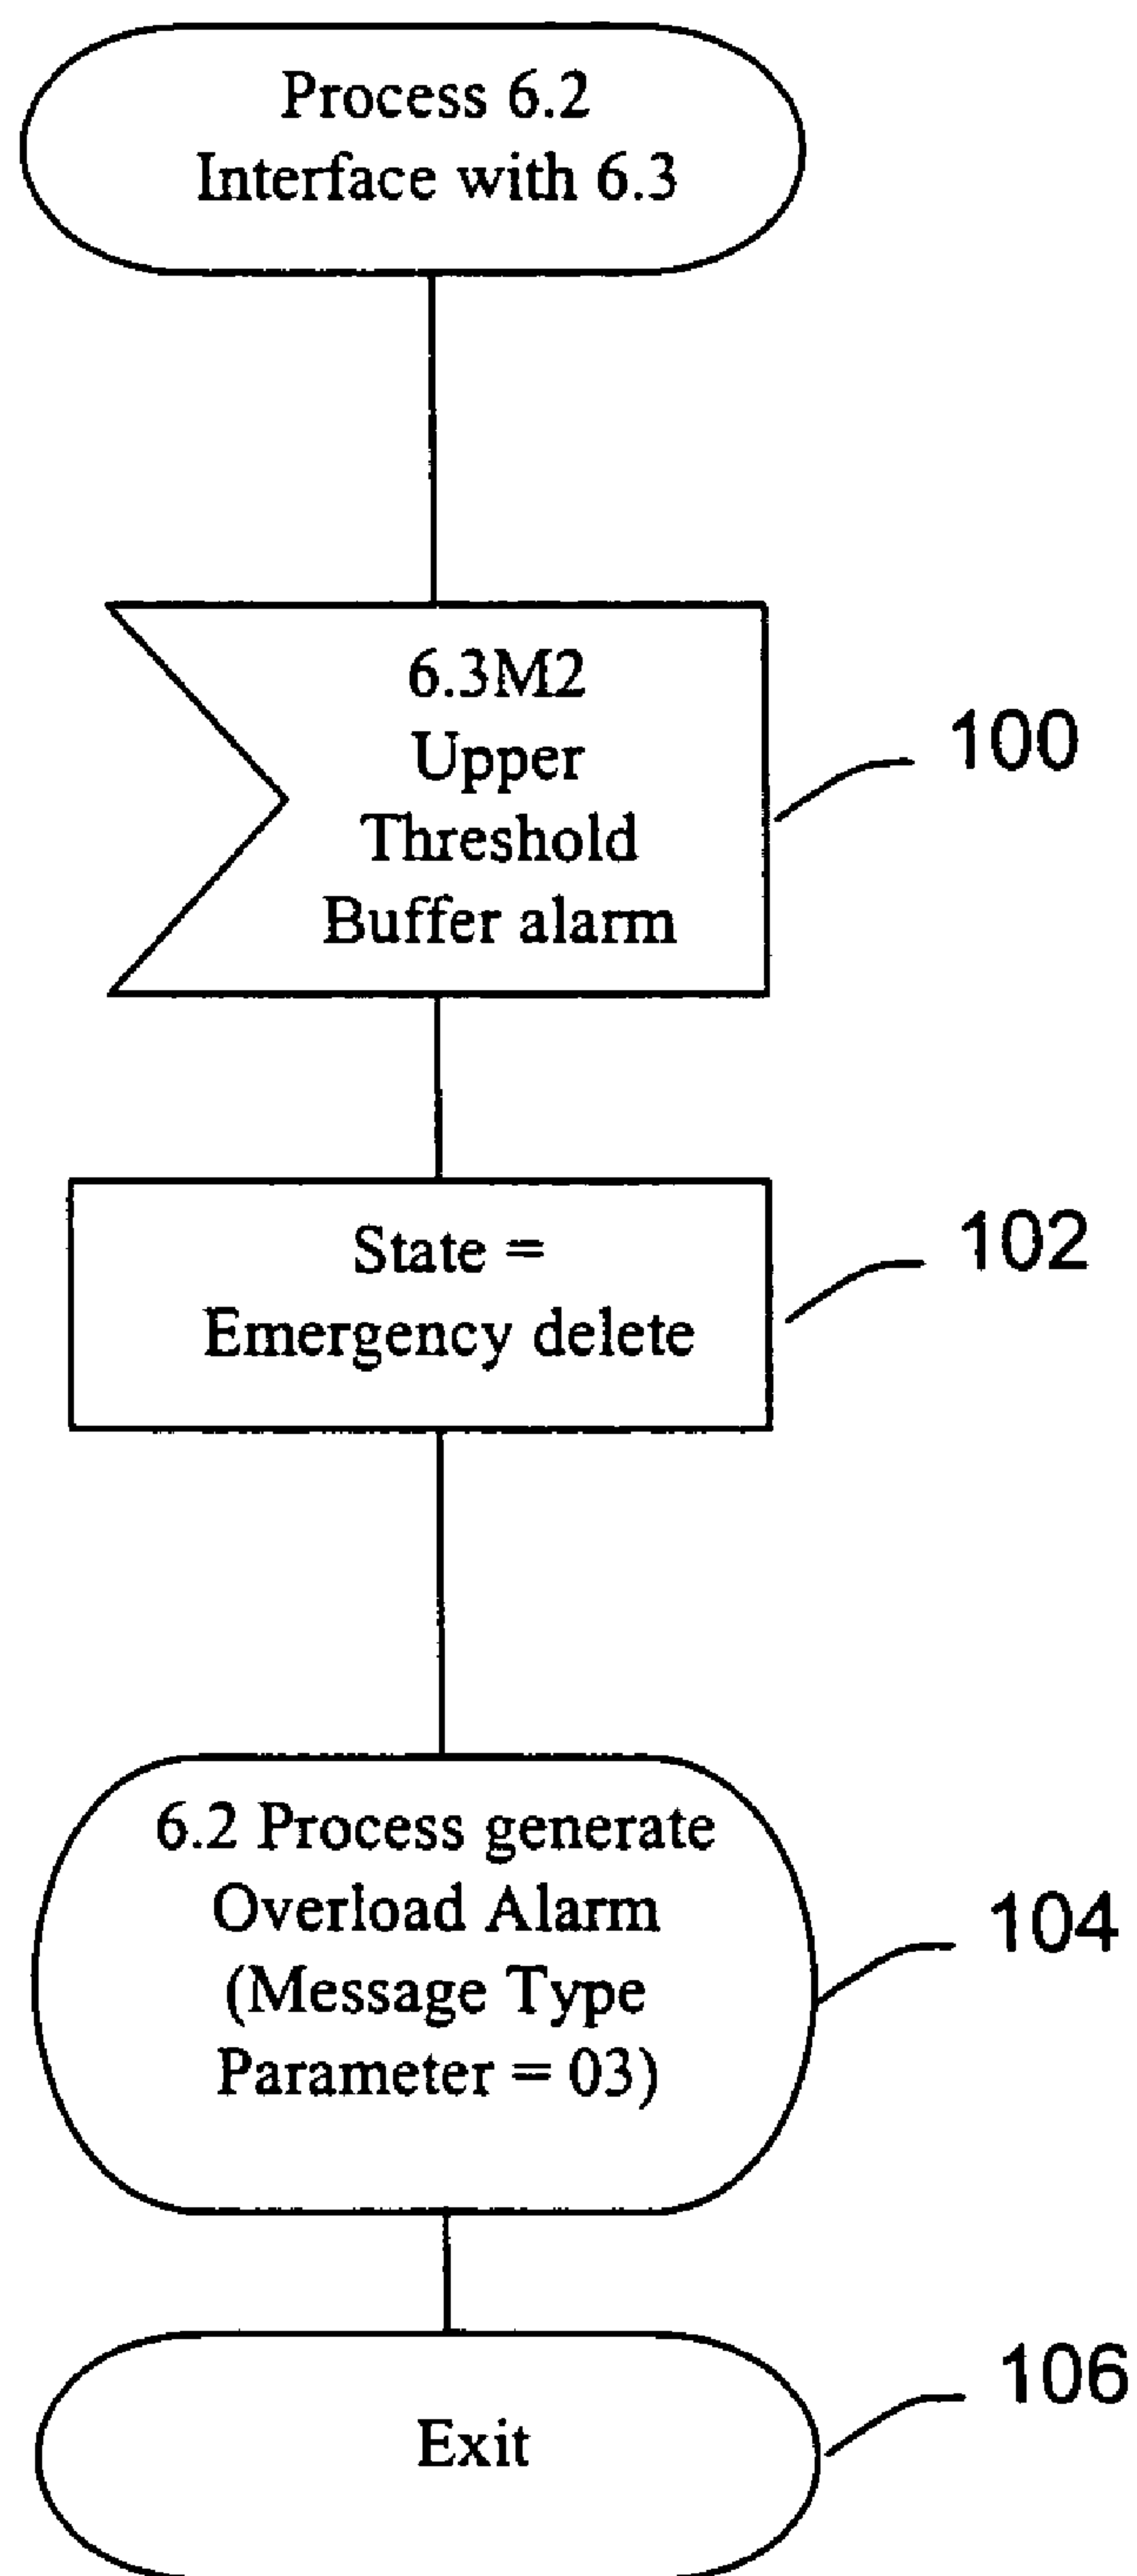 Process 6.2
Interface with 6.3
6.3M2
Upper
Threshold
Buffer alarm
100
State =
Emergency delete
102
6.2 Process generate
Overload Alarm
(Message Type
Parameter = 03)
104
Exit
106